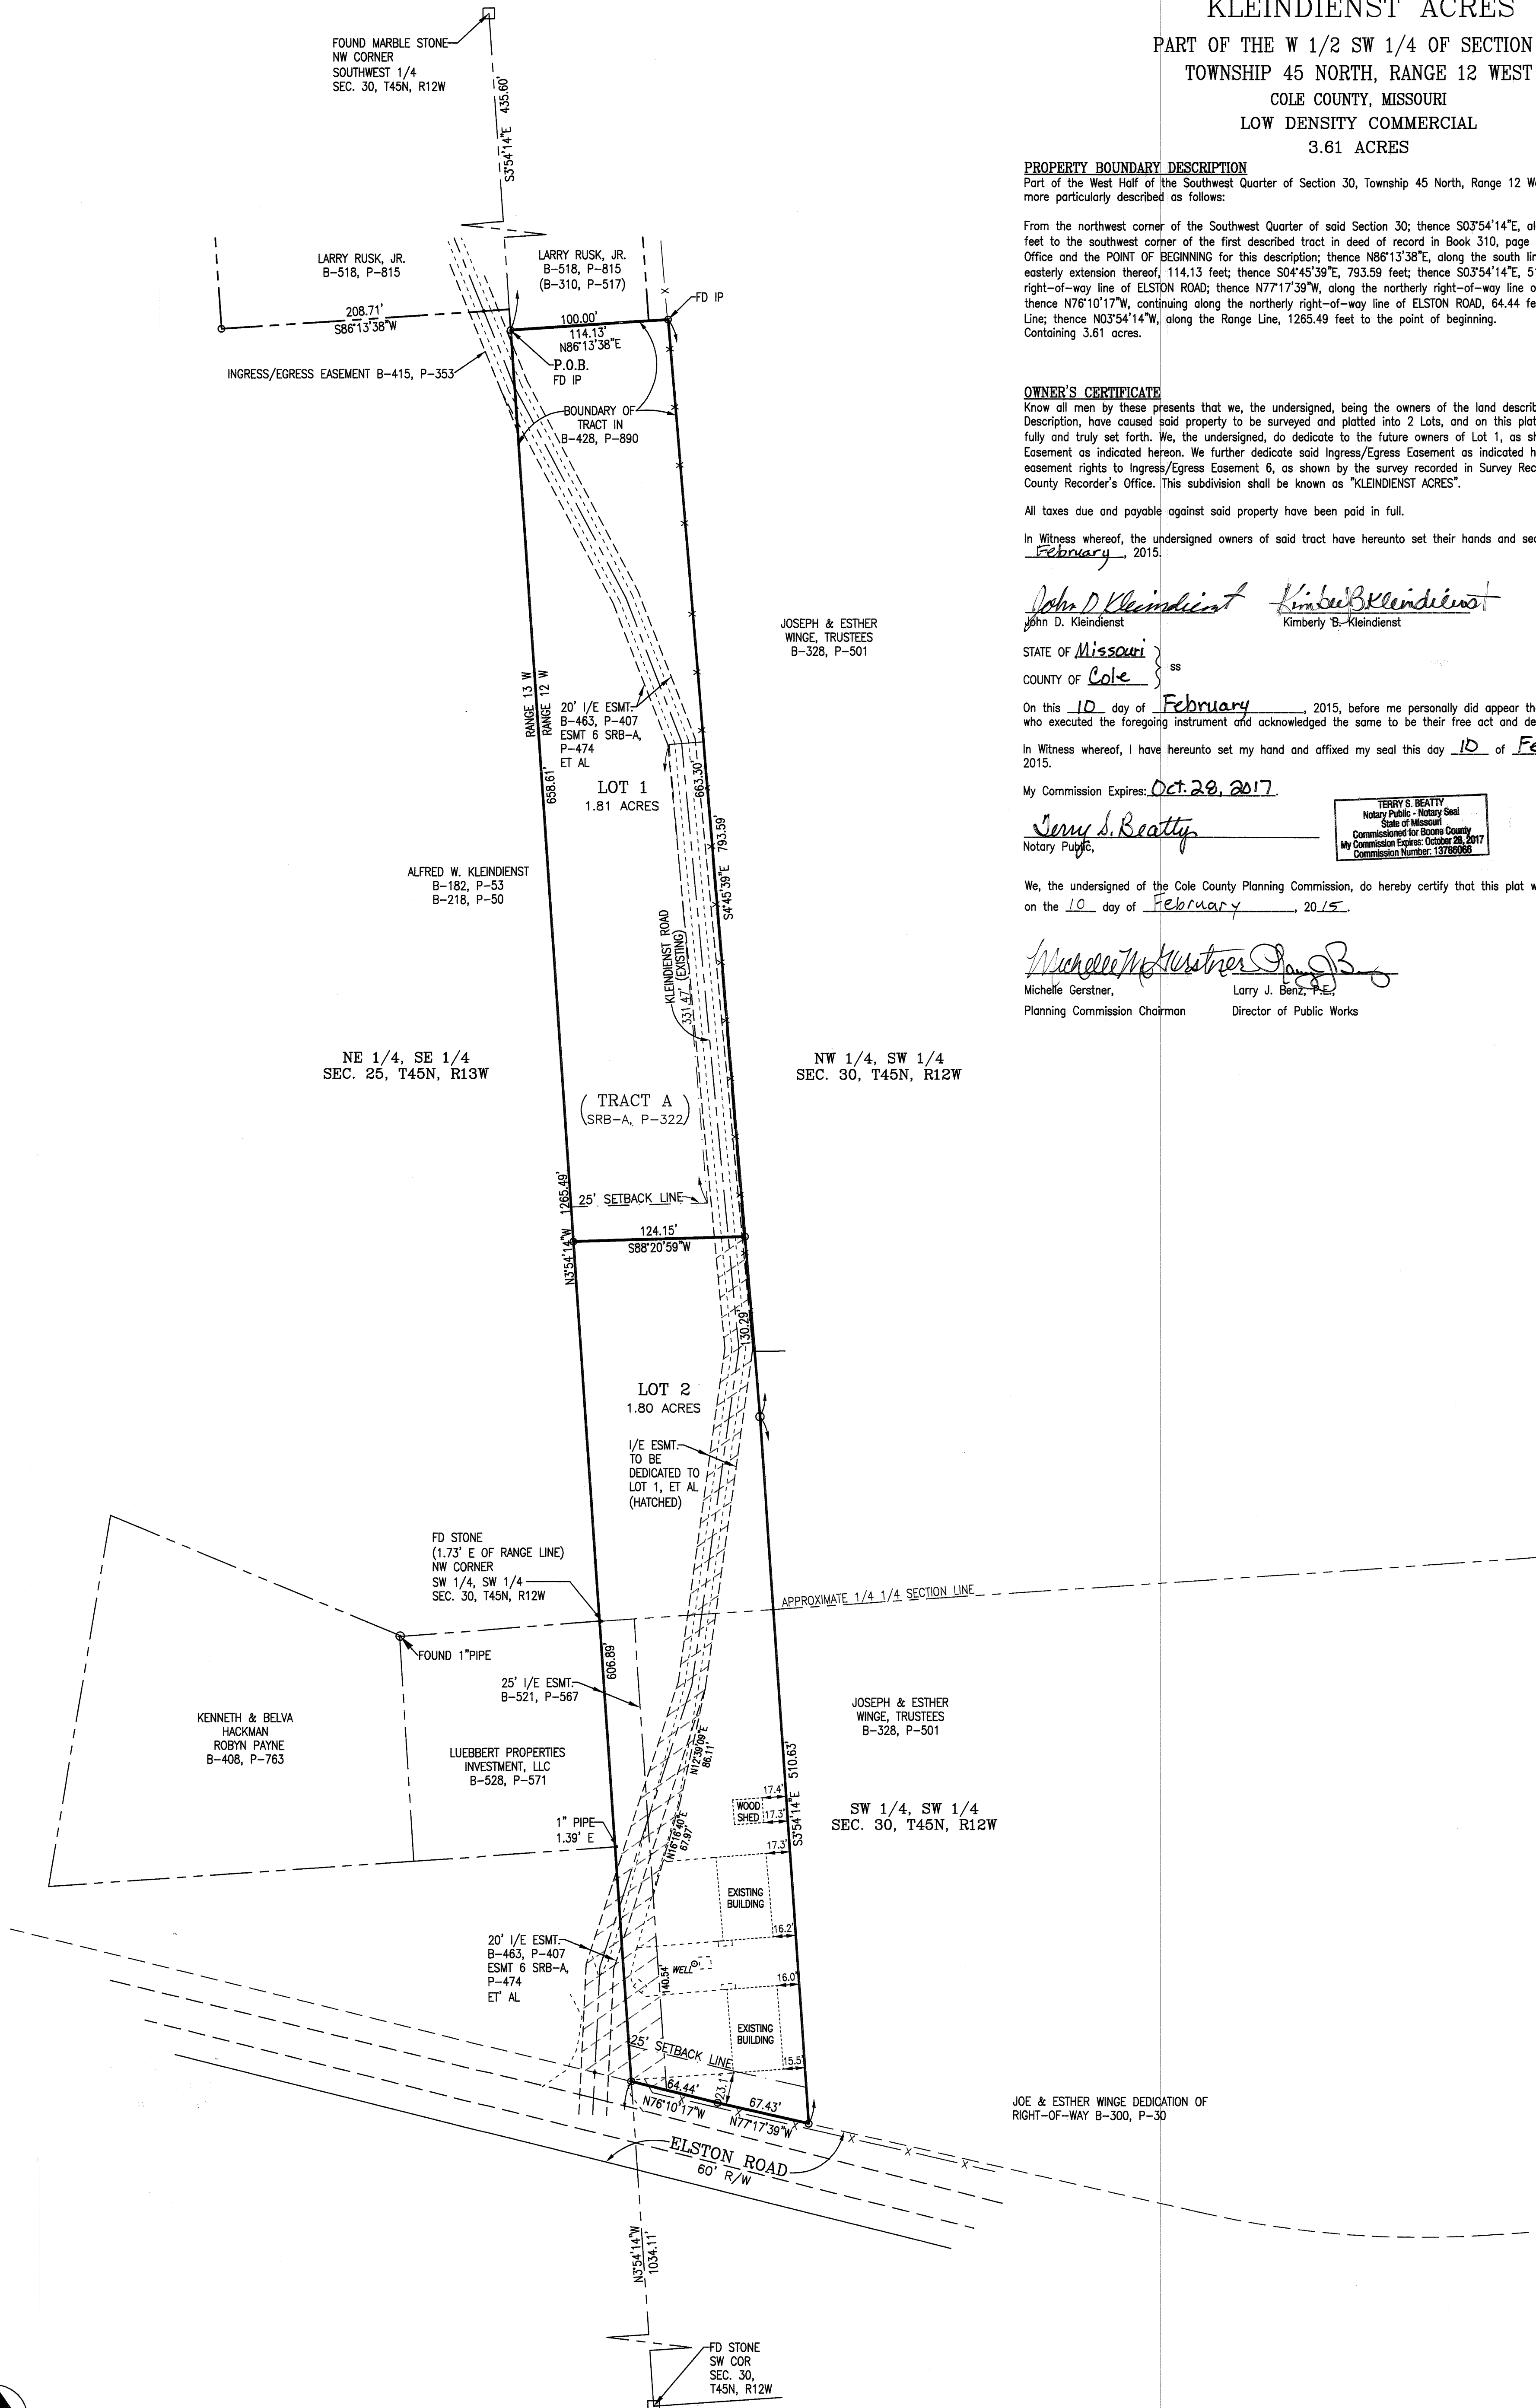 KLEINDIENST ACRES
PART OF THE W 1/2 SW 1/4 OF SECTION
TOWNSHIP 45 NORTH, RANGE 12 WEST
COLE COUNTY, MISSOURI
LOW DENSITY COMMERCIAL
3.61 ACRES
PROPERTY BOUNDARY DESCRIPTION
Part of the West Half of the Southwest Quarter of Section 30, Township 45 North, Range 12 
more particularly described as follows:
From the northwest corner of the Southwest Quarter of said Section 30; thence S03°54'14"E,
feet to the southwest corner of the first described tract in deed of record in Book 310, page
Office and the POINT OF BEGINNING for this description; thence N86°13'38"E, along the south
easterly extension thereof, 114.13 feet; thence S04°45'39"E, 793.59 feet; thence S03°54'14"E,
right-of-way line of ELSTON ROAD; thence N77°17'39"W, along the northerly right-of-way line
thence N76°10'17"W, continuing along the northerly right-of-way line of ELSTON ROAD, 64.44
Line; thence N03°54'14"W, along the Range Line, 1265.49 feet to the point of beginning.
Containing 3.61 acres.
OWNER'S CERTIFICATE
Know all men by these presents that we, the undersigned, being the owners of the land
Description, have caused said property to be surveyed and platted into 2 Lots, and on this plat
fully and truly set forth. We, the undersigned, do dedicate to the future owners of Lot 1, as
Easement as indicated hereon. We further dedicate said Ingress/Egress Easement as indicated
easement rights to Ingress/Egress Easement 6, as shown by the survey recorded in Survey
County Recorder's Office. This subdivision shall be known as "KLEINDIENST ACRES".
All taxes due and payable against said property have been paid in full.
In Witness whereof, the undersigned owners of said tract have hereunto set their hands and
February, 2015.
John D Kleindienst
Kimberly B Kleindienst
John D. Kleindienst
Kimberly B. Kleindienst
STATE OF Missouri
SS
COUNTY OF Cole
On this 10 day of February, 2015, before me personally did appear
who executed the foregoing instrument and acknowledged the same to be their free act and
In Witness whereof, I have hereunto set my hand and affixed my seal this day 10 of
2015.
My Commission Expires: Oct. 28, 2017.
Terry S. Beatty
Notary Public,
TERRY S. BEATTY
Notary Public - Notary Seal
State of Missouri
Commissioned for Boone County
My Commission Expires: October 28, 2017
Commission Number: 13786066
We, the undersigned of the Cole County Planning Commission, do hereby certify that this plat
on the 10 day of February, 2015.
Michelle M Gerstner
Michelle Gerstner,
Planning Commission Chairman
Larry J. Benz, P.E.,
Director of Public Works
FOUND MARBLE STONE
NW CORNER
SOUTHWEST 1/4
SEC. 30, T45N, R12W
S3°54'14"E 435.60'
LARRY RUSK, JR.
B-518, P-815
LARRY RUSK, JR.
B-518, P-815
(B-310, P-517)
FD IP
208.71'
S86°13'38"W
100.00'
114.13'
N86°13'38"E
P.O.B.
FD IP
INGRESS/EGRESS EASEMENT B-415, P-353
BOUNDARY OF
TRACT IN
B-428, P-890
JOSEPH & ESTHER
WINGE, TRUSTEES
B-328, P-501
RANGE 13 W
RANGE 12 W
20' I/E ESMT.
B-463, P-407
ESMT 6 SRB-A,
P-474
ET AL
658.61'
LOT 1
1.81 ACRES
663.30'
S4°45'39"E 793.59'
ALFRED W. KLEINDIENST
B-182, P-53
B-218, P-50
KLEINDIENST ROAD
331.47' (EXISTING)
NE 1/4, SE 1/4
SEC. 25, T45N, R13W
NW 1/4, SW 1/4
SEC. 30, T45N, R12W
(TRACT A
SRB-A, P-322)
N3°54'14"W 1265.49'
25' SETBACK LINE
124.15'
S88°20'59"W
130.29'
LOT 2
1.80 ACRES
I/E ESMT.
TO BE
DEDICATED TO
LOT 1, ET AL
(HATCHED)
FD STONE
(1.73' E OF RANGE LINE)
NW CORNER
SW 1/4, SW 1/4
SEC. 30, T45N, R12W
APPROXIMATE 1/4 1/4 SECTION LINE
FOUND 1"PIPE
606.89'
25' I/E ESMT.
B-521, P-567
KENNETH & BELVA
HACKMAN
ROBYN PAYNE
B-408, P-763
LUEBBERT PROPERTIES
INVESTMENT, LLC
B-528, P-571
N12°39'09"E
86.11'
JOSEPH & ESTHER
WINGE, TRUSTEES
B-328, P-501
S3°54'14"E 510.63'
17.4'
WOOD
SHED
17.3'
SW 1/4, SW 1/4
SEC. 30, T45N, R12W
1" PIPE
1.39' E
N16°16'40"E
67.97'
17.3'
EXISTING
BUILDING
16.2'
20' I/E ESMT.
B-463, P-407
ESMT 6 SRB-A,
P-474
ET' AL
WELL
140.54'
16.0'
EXISTING
BUILDING
25' SETBACK LINE
15.5'
64.44'
N76°10'17"W
23.1'
67.43'
N77°17'39"W
JOE & ESTHER WINGE DEDICATION OF
RIGHT-OF-WAY B-300, P-30
ELSTON ROAD
60' R/W
N3°54'14"W
1034.11'
FD STONE
SW COR
SEC. 30,
T45N, R12W